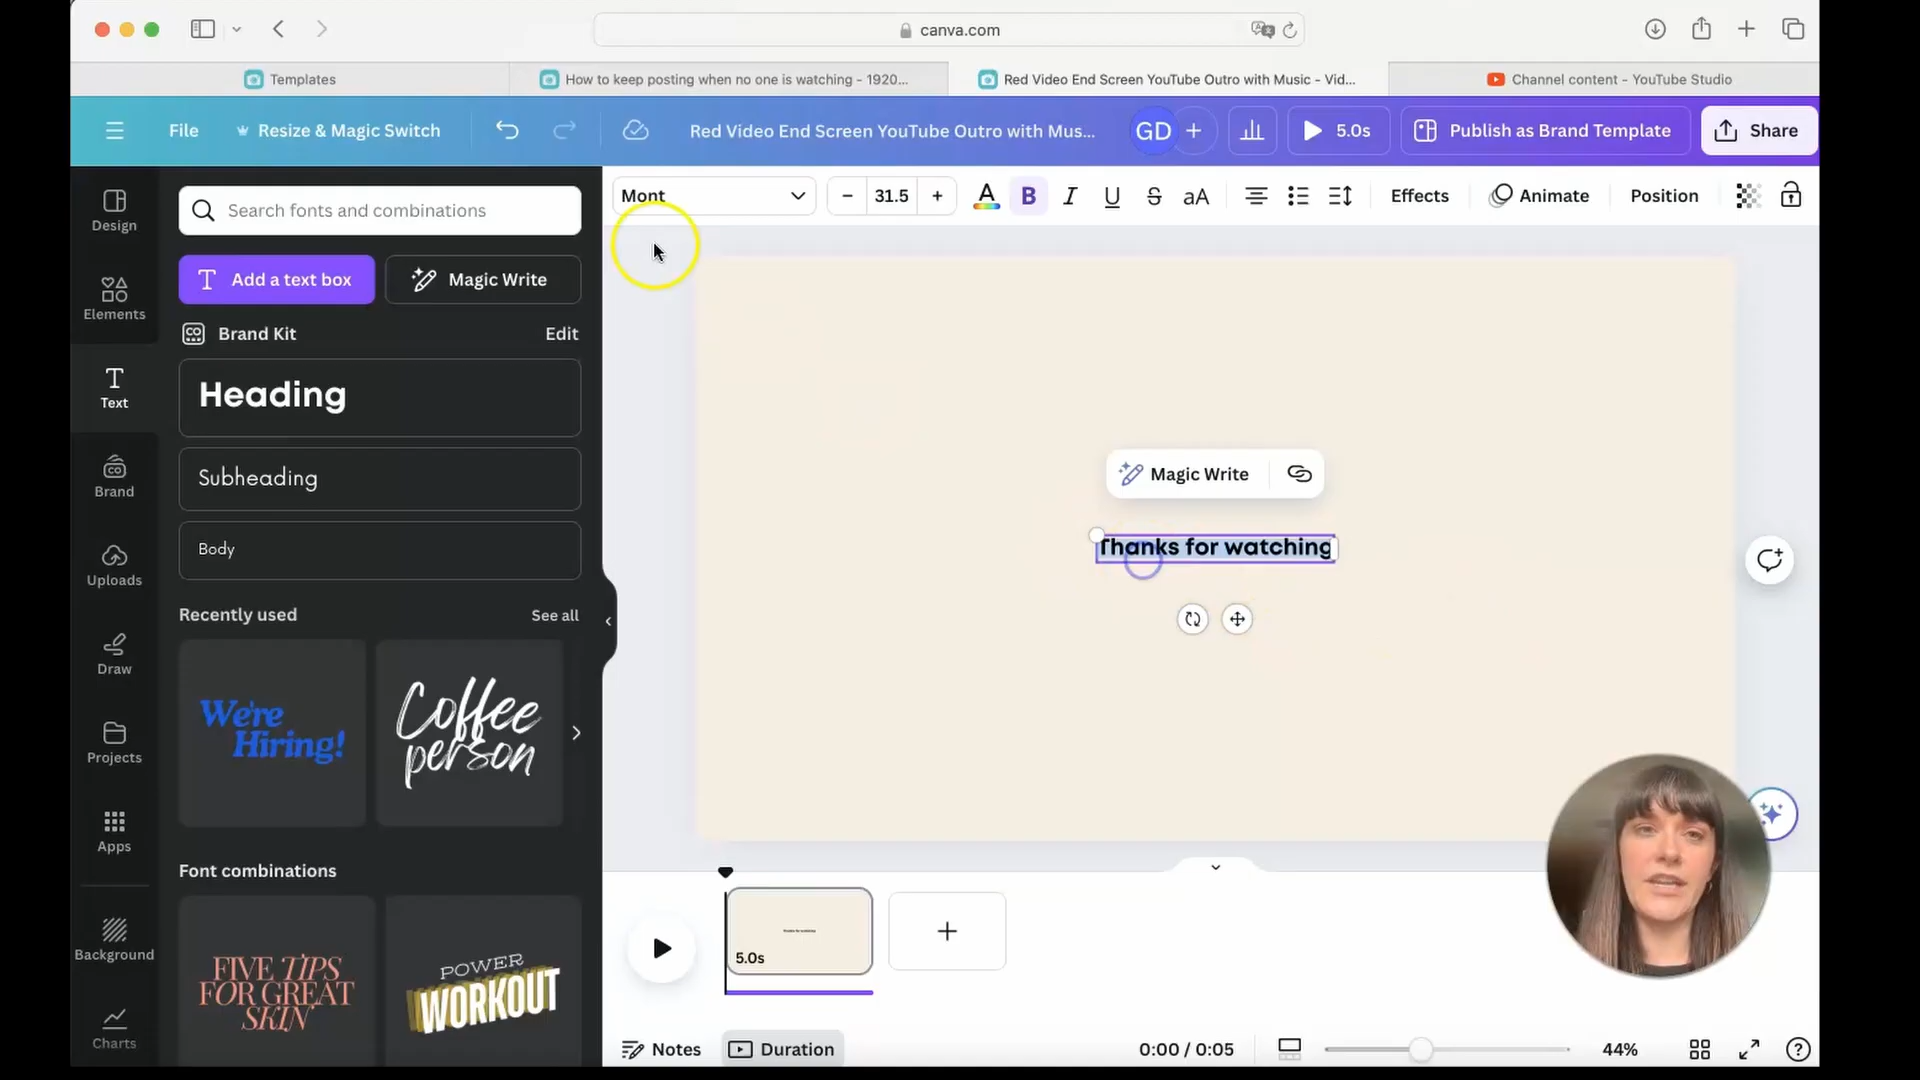 canva.com
Templates
How to keep posting when no one is watching - 1920...
Red Video End Screen YouTube Outro with Music - Vid...
Channel content - YouTube Studio
File
Resize & Magic Switch
Red Video End Screen YouTube Outro with Mus...
GD
5.0s
Publish as Brand Template
Share
Mont
31.5
A
B
I
U
S
aA
Effects
Animate
Position
Search fonts and combinations
Design
T Add a text box
Magic Write
Elements
CO Brand Kit
Edit
Heading
T
Text
Subheading
CO
Brand
Body
Uploads
Recently used
See all
Draw
We're
Hiring!
Coffee
person
Projects
Apps
Font combinations
Background
FIVE TIPS
FOR GREAT
SKIN
POWER
WORKOUT
Charts
Magic Write
Thanks for watching
Thanks for watching
5.0s
Notes
Duration
0:00 / 0:05
44%
?